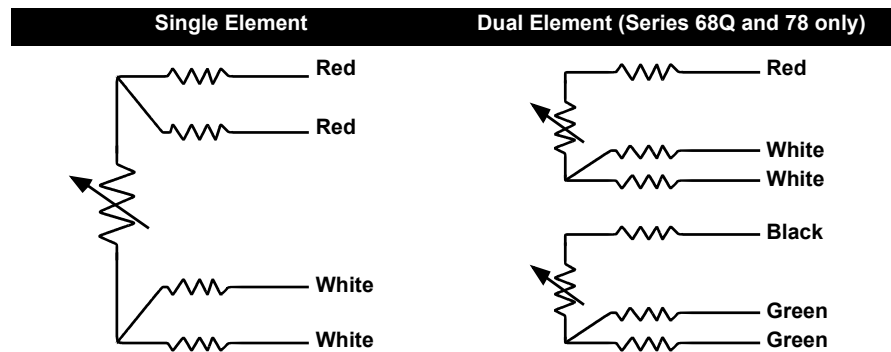 Single Element
Dual Element (Series 68Q and 78 only)
Red
Red
White
White
Red
White
White
Black
Green
Green